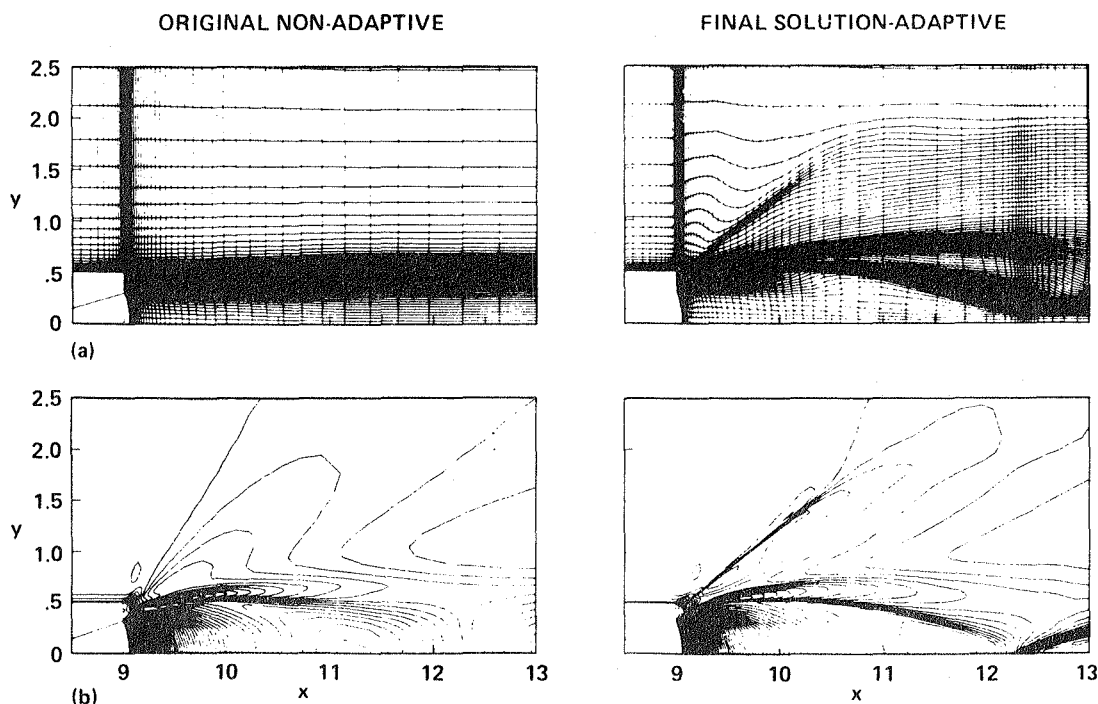 ORIGINAL NON-ADAPTIVE
FINAL SOLUTION-ADAPTIVE
2.5
2.0
1.5
y
1.0
.5
0
(a)
2.5
2.0
1.5
y
1.0
.5
0
9 10 11 12 13
x
(b)
9 10 11 12 13
x